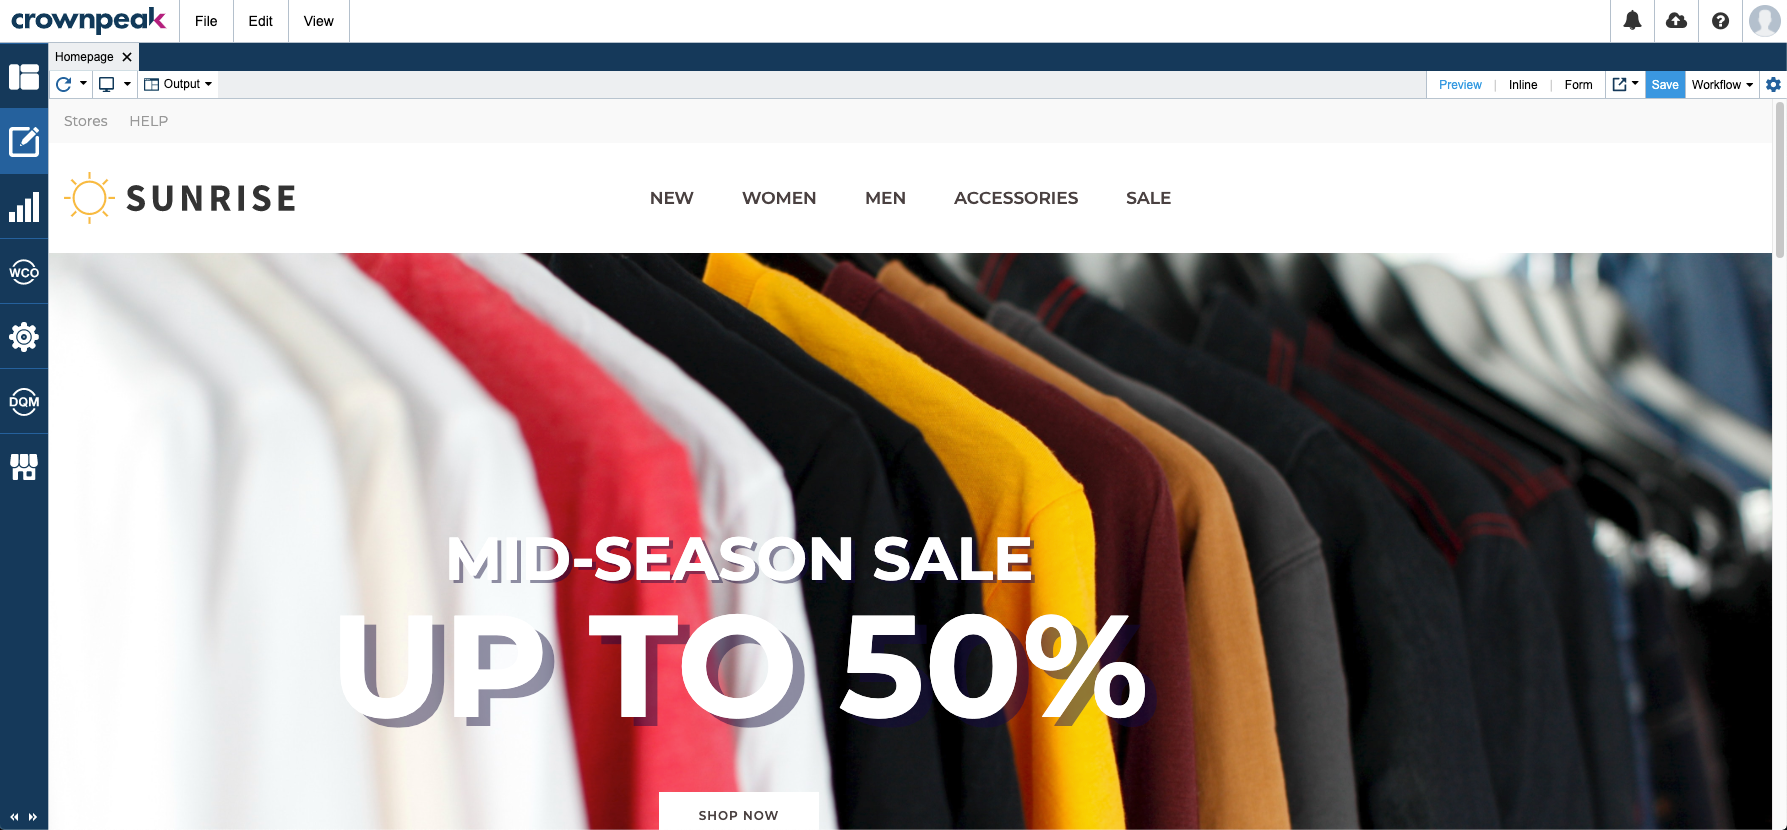 crownpeak File Edit View
Homepage
Output Preview Inline Form Save Workflow
Stores HELP
SUNRISE NEW WOMEN MEN ACCESSORIES SALE
WCO
DQM
MID-SEASON SALE
UP TO 50%
SHOP NOW